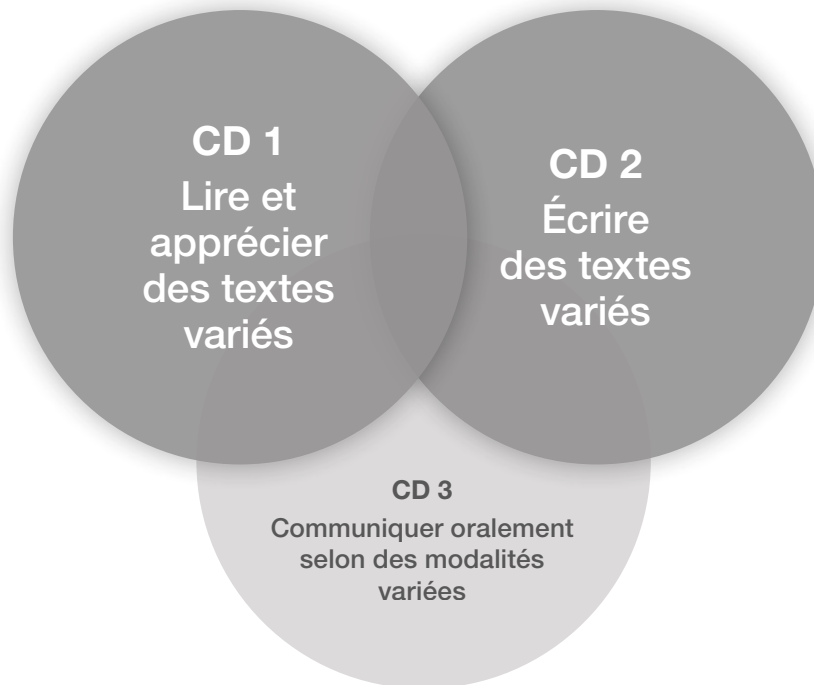 CD 1
Lire et
apprécier
des textes
variés
CD 2
Écrire
des textes
variés
CD 3
Communiquer oralement
selon des modalités
variées